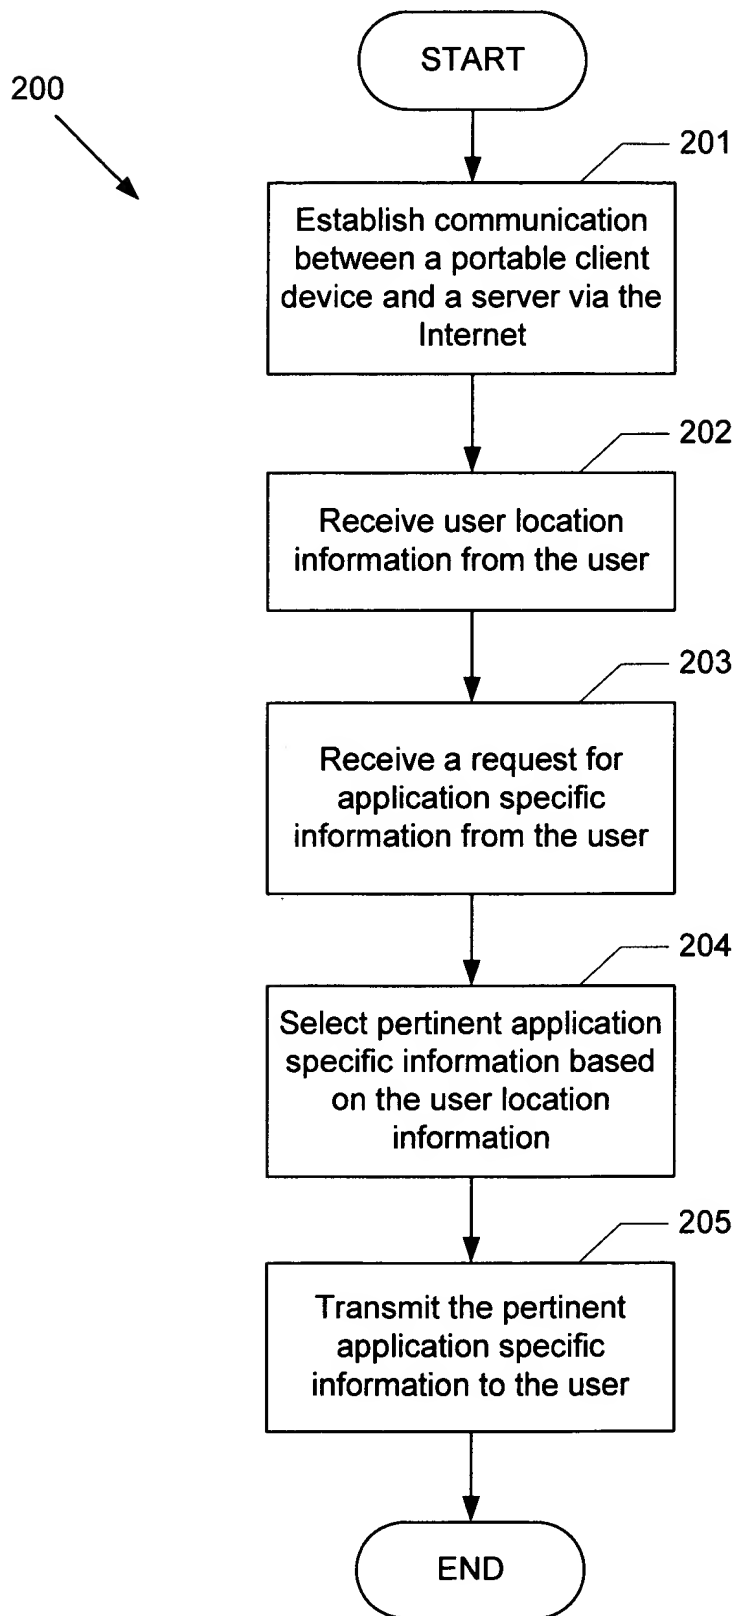 START
200
201
Establish communication
between a portable client
device and a server via the
Internet
202
Receive user location
information from the user
203
Receive a request for
application specific
information from the user
204
Select pertinent application
specific information based
on the user location
information
205
Transmit the pertinent
application specific
information to the user
END